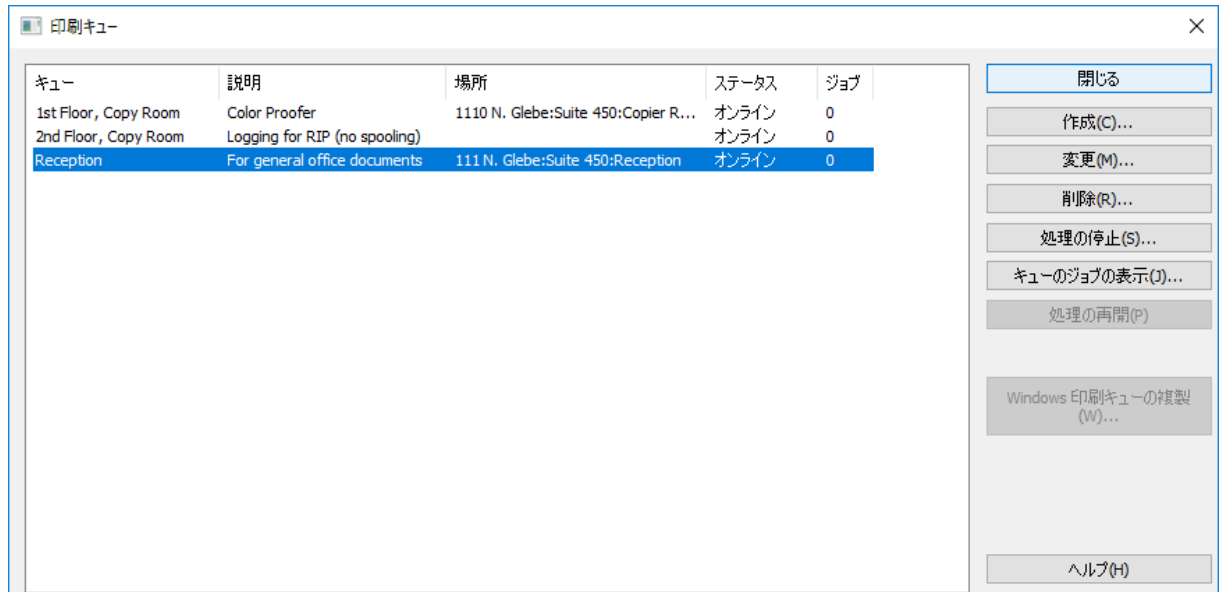 印刷キュー
キュー 説明 場所 ステータス ジョブ
1st Floor, Copy Room Color Proofer 1110 N. Glebe:Suite 450:Copier R... オンライン 0
2nd Floor, Copy Room Logging for RIP (no spooling) オンライン 0
Reception For general office documents 111 N. Glebe:Suite 450:Reception オンライン 0
閉じる
作成(C)...
変更(M)...
削除(R)...
処理の停止(S)...
キューのジョブの表示(J)...
処理の再開(P)
Windows 印刷キューの複製
(W)...
ヘルプ(H)